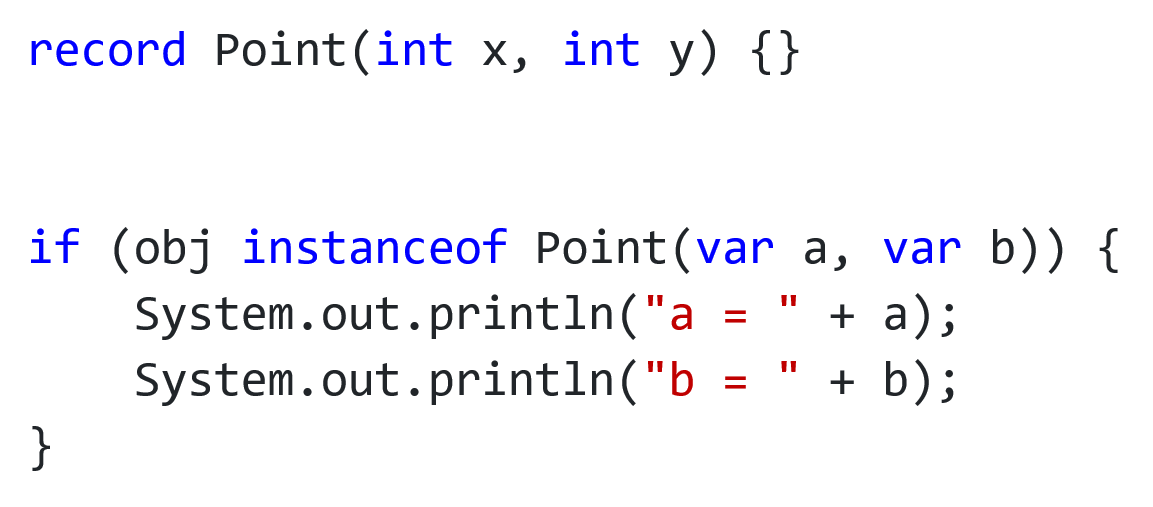 record Point(int x, int y) {}
if (obj instanceof Point(var a, var b)) {
    System.out.println("a = " + a);
    System.out.println("b = " + b);
}